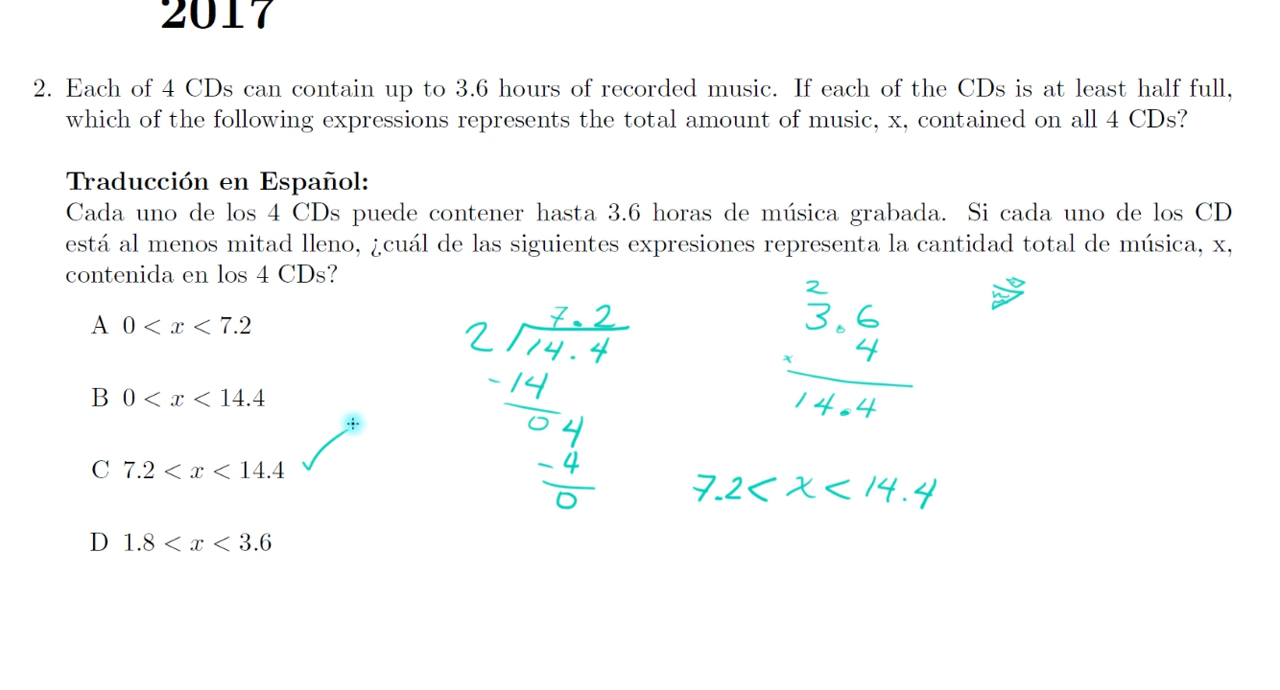 2017
2. Each of 4 CDs can contain up to 3.6 hours of recorded music. If each of the CDs is at least half full,
which of the following expressions represents the total amount of music, x, contained on all 4 CDs?
Traducción en Español:
Cada uno de los 4 CDs puede contener hasta 3.6 horas de música grabada. Si cada uno de los CD
está al menos mitad lleno, ¿cuál de las siguientes expresiones representa la cantidad total de música, x,
contenida en los 4 CDs?
A 0 < x < 7.2
B 0 < x < 14.4
C 7.2 < x < 14.4
D 1.8 < x < 3.6
7.2
2 14.4
-14
04
-4
0
2
3.6
× 4
14.4
7.2 < x < 14.4